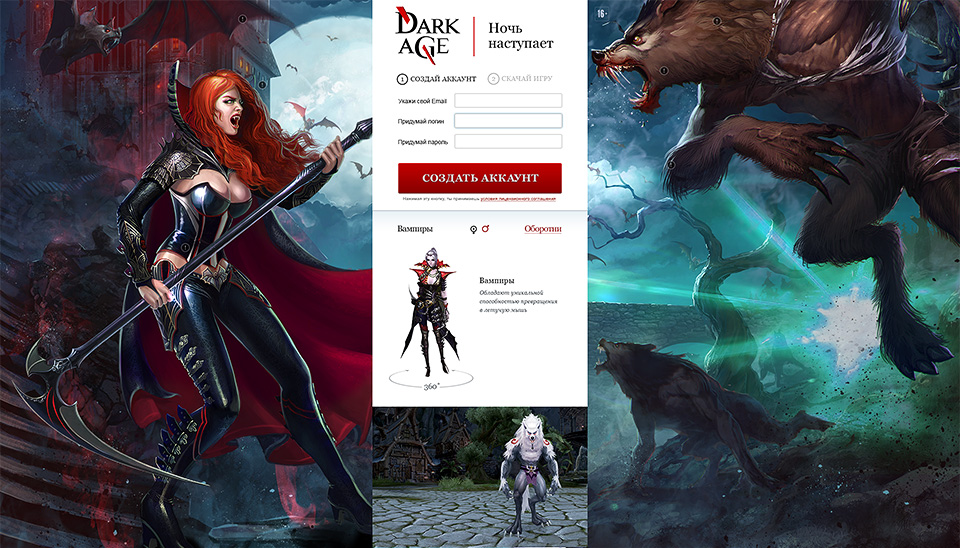 DARK AGE
Ночь
наступает
16+
1 СОЗДАЙ АККАУНТ 2 СКАЧАЙ ИГРУ
Укажи свой Email
Придумай логин
Придумай пароль
СОЗДАТЬ АККАУНТ
Нажимая эту кнопку, ты принимаешь условия лицензионного соглашения
Вампиры Оборотни
Вампиры
Обладают уникальной
способностью превращения
в летучую мышь
360°